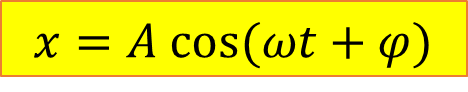 x = A cos(ωt + φ)